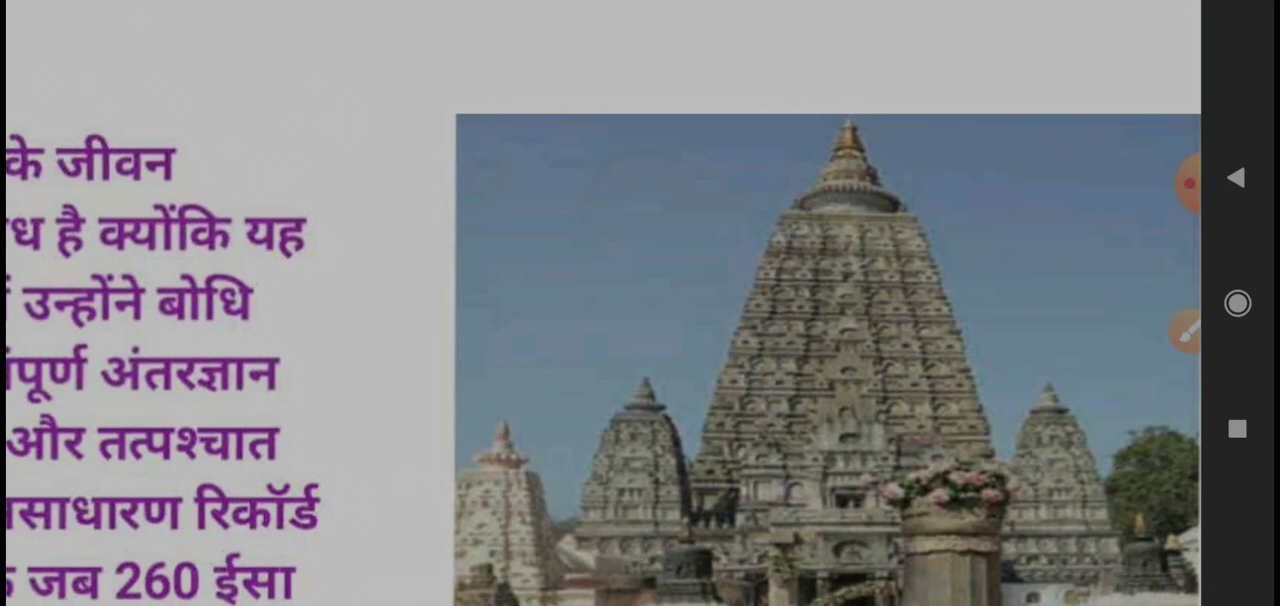 के जीवन
है क्योंकि यह
उन्होंने बोधि
अंतरज्ञान
और तत्पश्चात
रिकॉर्ड
जब 260 ईसा